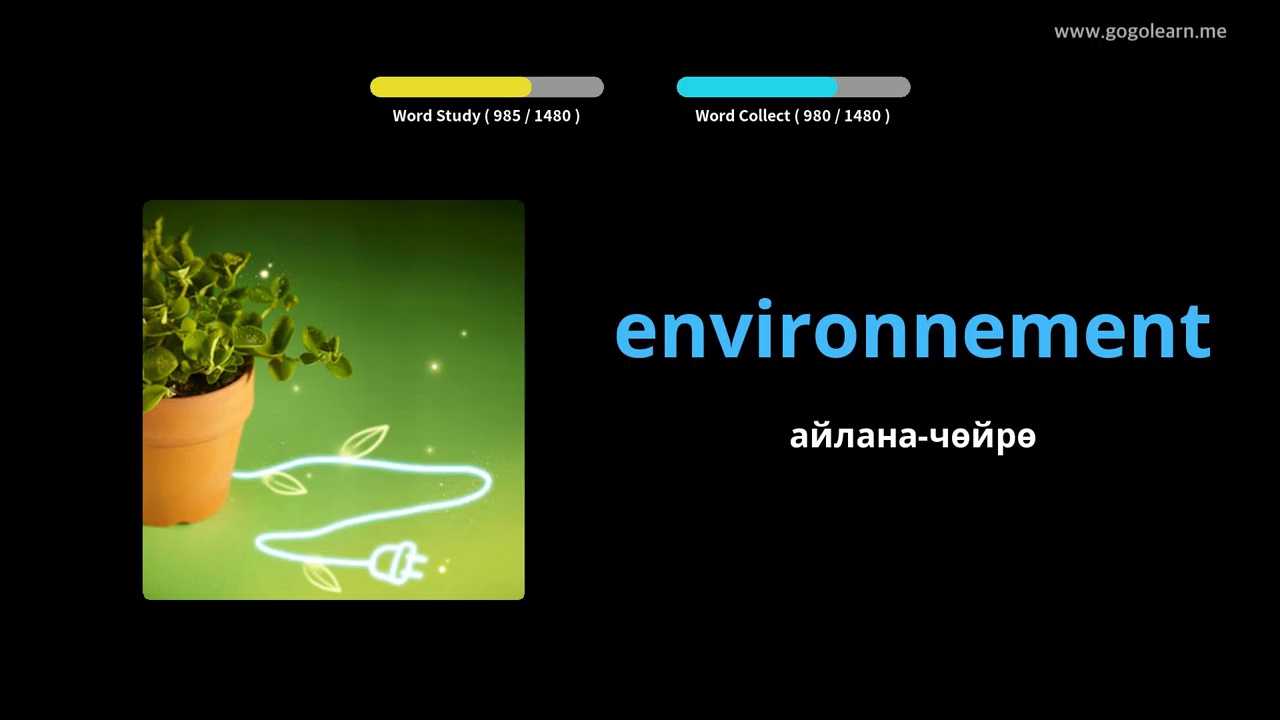 www.gogolearn.me
Word Study ( 985 / 1480 )
Word Collect ( 980 / 1480 )
environnement
айлана-чөйрө